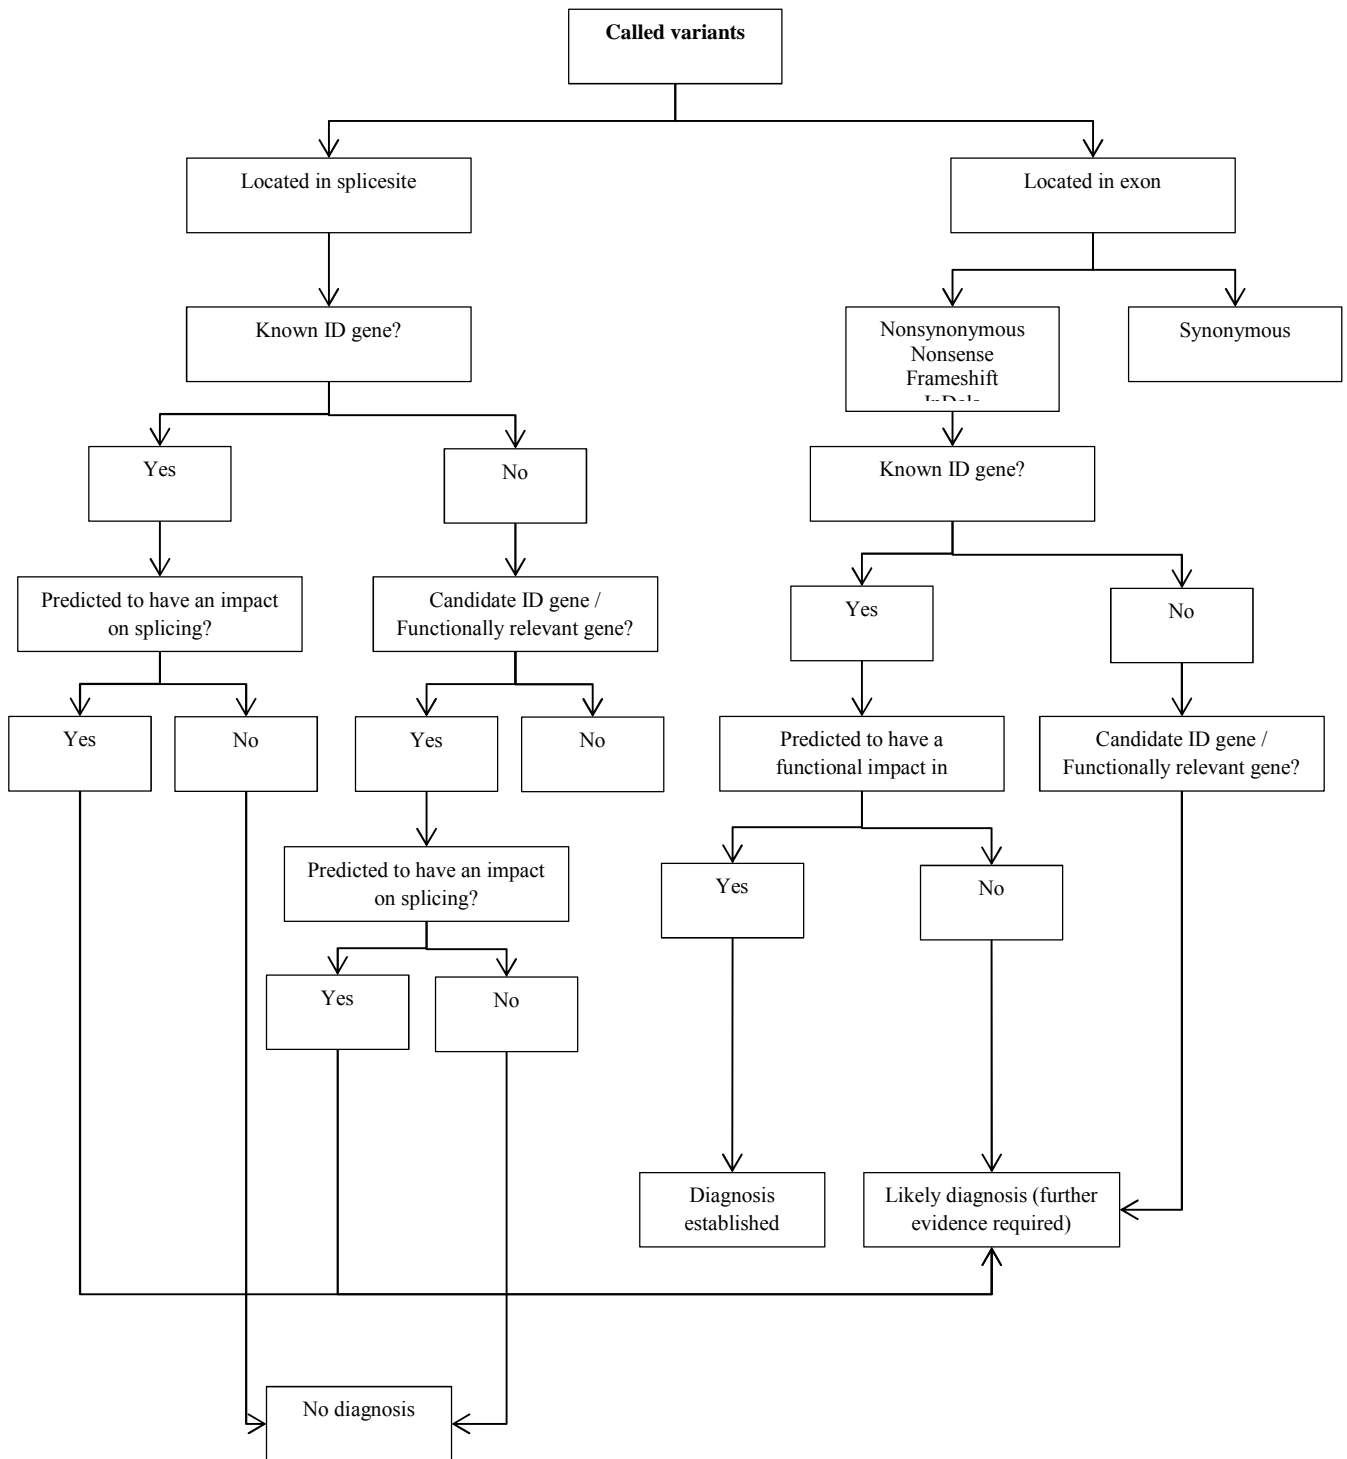 Called variants
Located in splicesite
Located in exon
Known ID gene?
Nonsynonymous
Nonsense
Frameshift
Synonymous
Yes
No
Known ID gene?
Predicted to have an impact
on splicing?
Candidate ID gene /
Functionally relevant gene?
Yes
No
Yes
No
Yes
No
Predicted to have a
functional impact in
Candidate ID gene /
Functionally relevant gene?
Predicted to have an impact
on splicing?
Yes
No
Yes
No
Diagnosis
established
Likely diagnosis (further
evidence required)
No diagnosis